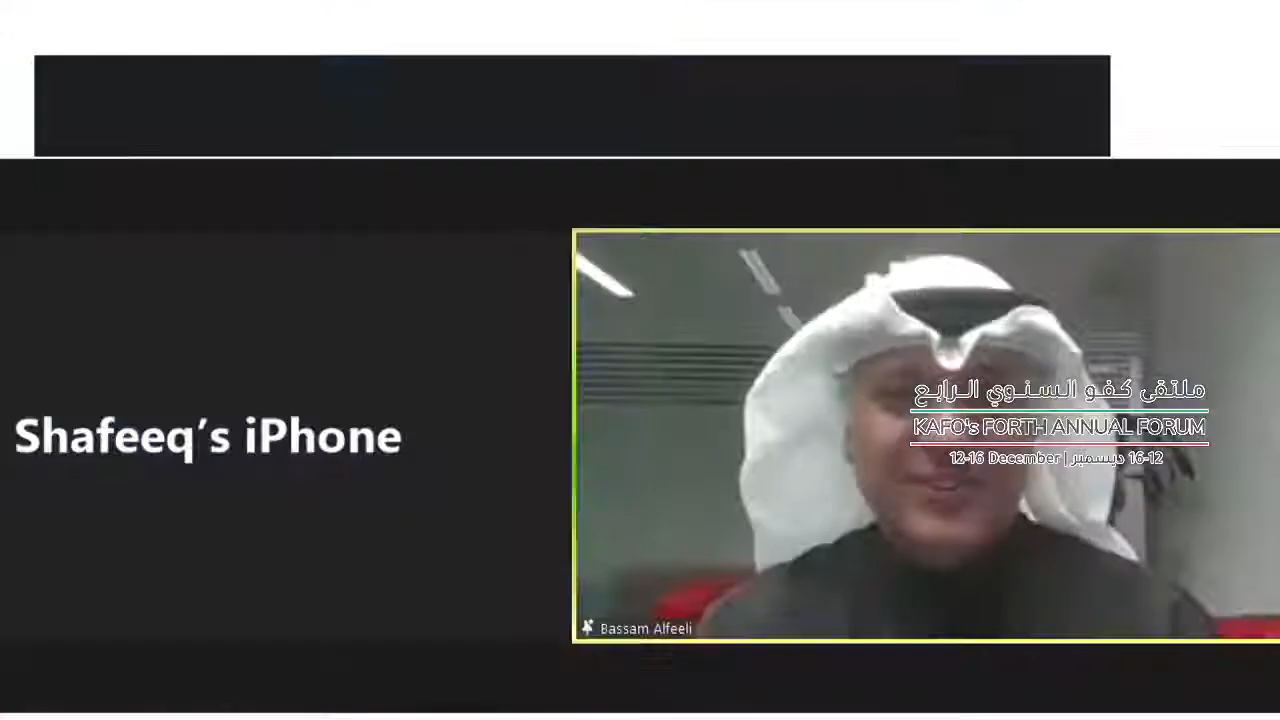 Shafeeq's iPhone
ملتقى كفو السنوي الرابع
KAFO's FORTH ANNUAL FORUM
12-16 December | ديسمبر 12-16
Bassam Alfeeli